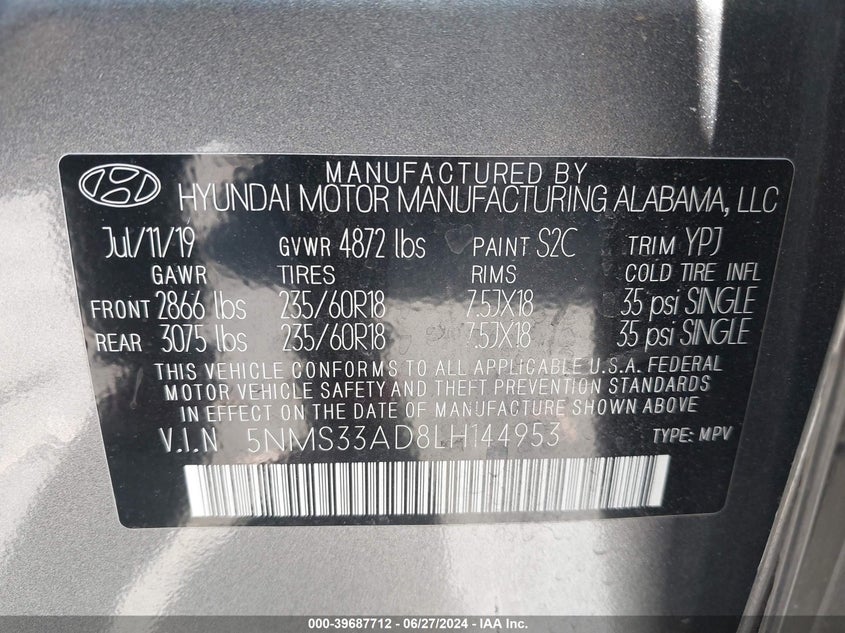 MANUFACTURED BY
HYUNDAI MOTOR MANUFACTURING ALABAMA, LLC
Jul/11/19 GVWR 4872 lbs PAINT S2C TRIM YPJ
GAWR TIRES RIMS COLD TIRE INFL
FRONT 2866 lbs 235/60R18 7.5JX18 35 psi SINGLE
REAR 3075 lbs 235/60R18 7.5JX18 35 psi SINGLE
THIS VEHICLE CONFORMS TO ALL APPLICABLE U.S.A. FEDERAL
MOTOR VEHICLE SAFETY AND THEFT PREVENTION STANDARDS
IN EFFECT ON THE DATE OF MANUFACTURE SHOWN ABOVE
V.I.N 5NMS33AD8LH144953 TYPE: MPV
000-39687712 - 06/27/2024 - IAA Inc.